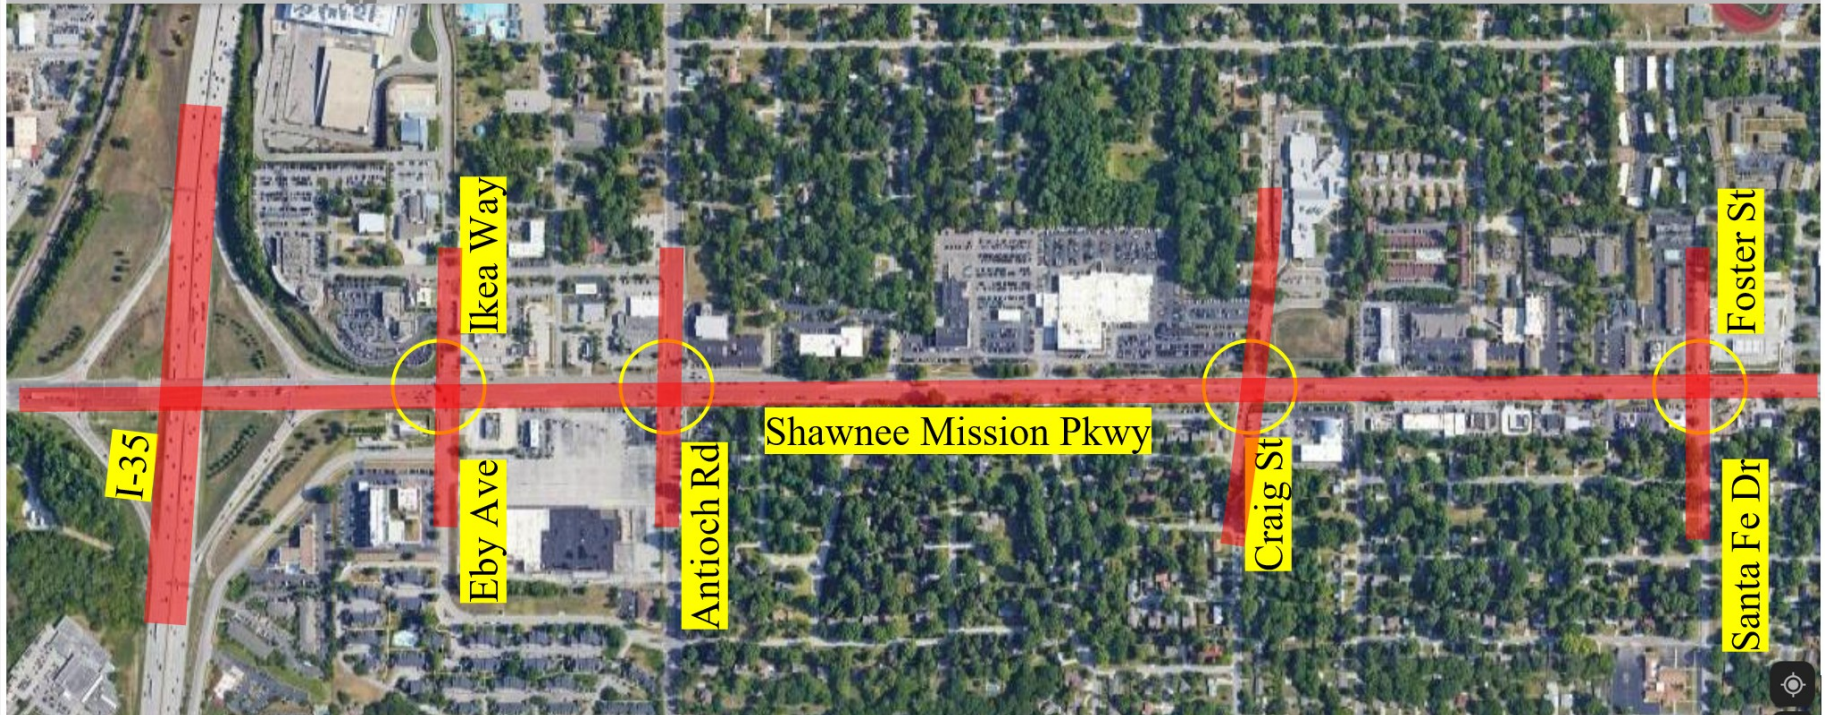 I-35
Ikea Way
Eby Ave
Antioch Rd
Shawnee Mission Pkwy
Craig St
Foster St
Santa Fe Dr